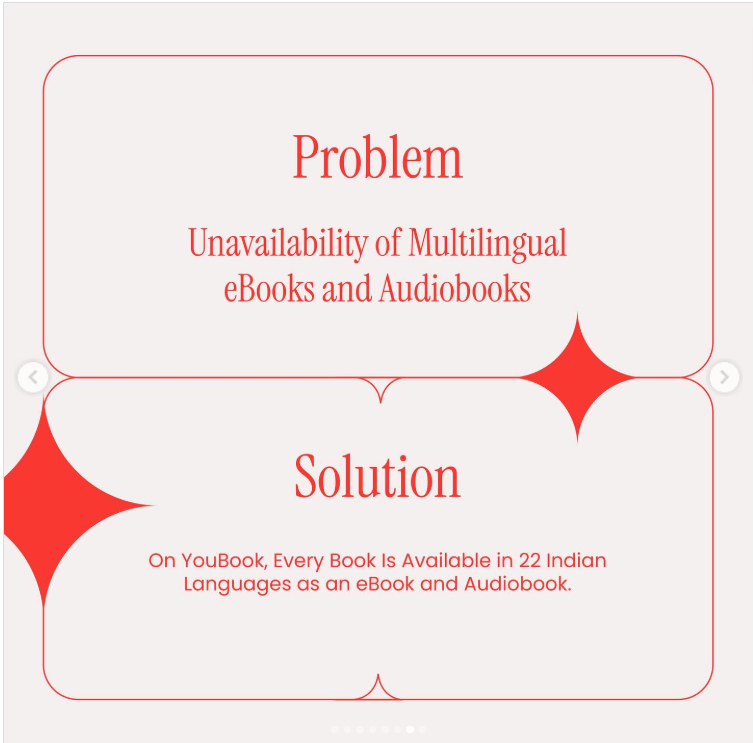 Problem
Unavailability of Multilingual
eBooks and Audiobooks
Solution
On YouBook, Every Book Is Available in 22 Indian
Languages as an eBook and Audiobook.